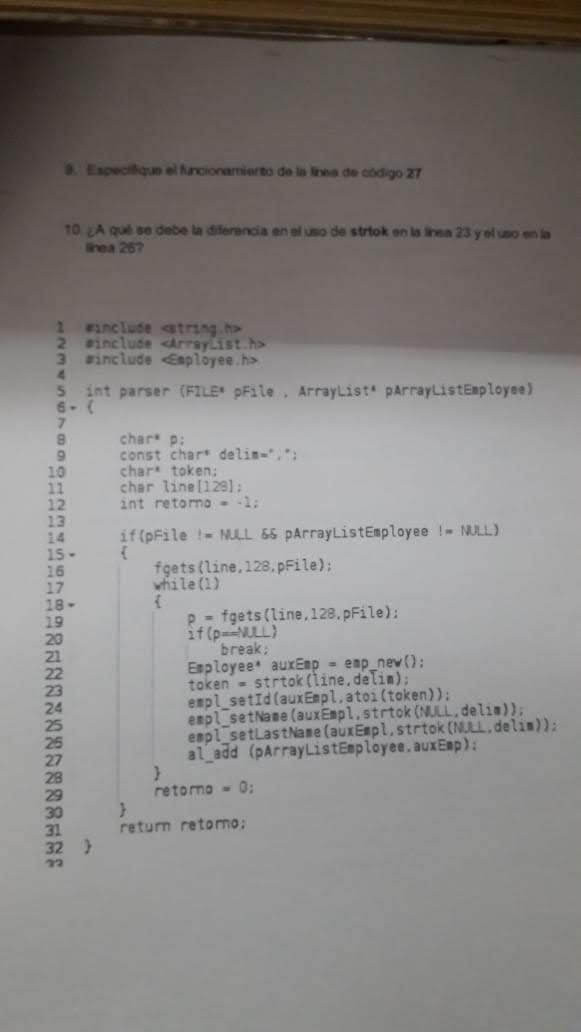 9. Especifique el funcionamiento de la línea de código 27
10. ¿A qué se debe la diferencia en el uso de strtok en la línea 23 y el uso en la
línea 26?
1 #include <string.h>
2 #include <ArrayList.h>
3 #include <Employee.h>
4
5 int parser (FILE* pFile , ArrayList* pArrayListEmployee)
6 {
7
8 char* p;
9 const char* delim=",";
10 char* token;
11 char line[128];
12 int retorno = -1;
13
14 if(pFile != NULL && pArrayListEmployee != NULL)
15 {
16 fgets(line,128,pFile);
17 while(1)
18 {
19 p = fgets(line,128,pFile);
20 if(p==NULL)
21 break;
22 Employee* auxEmp = emp_new();
23 token = strtok(line,delim);
24 empl_setId(auxEmpl,atoi(token));
25 empl_setName(auxEmpl,strtok(NULL,delim));
26 empl_setLastName(auxEmpl,strtok(NULL,delim));
27 al_add (pArrayListEmployee,auxEmp);
28 }
29 retorno = 0;
30 }
31 return retorno;
32 }
33